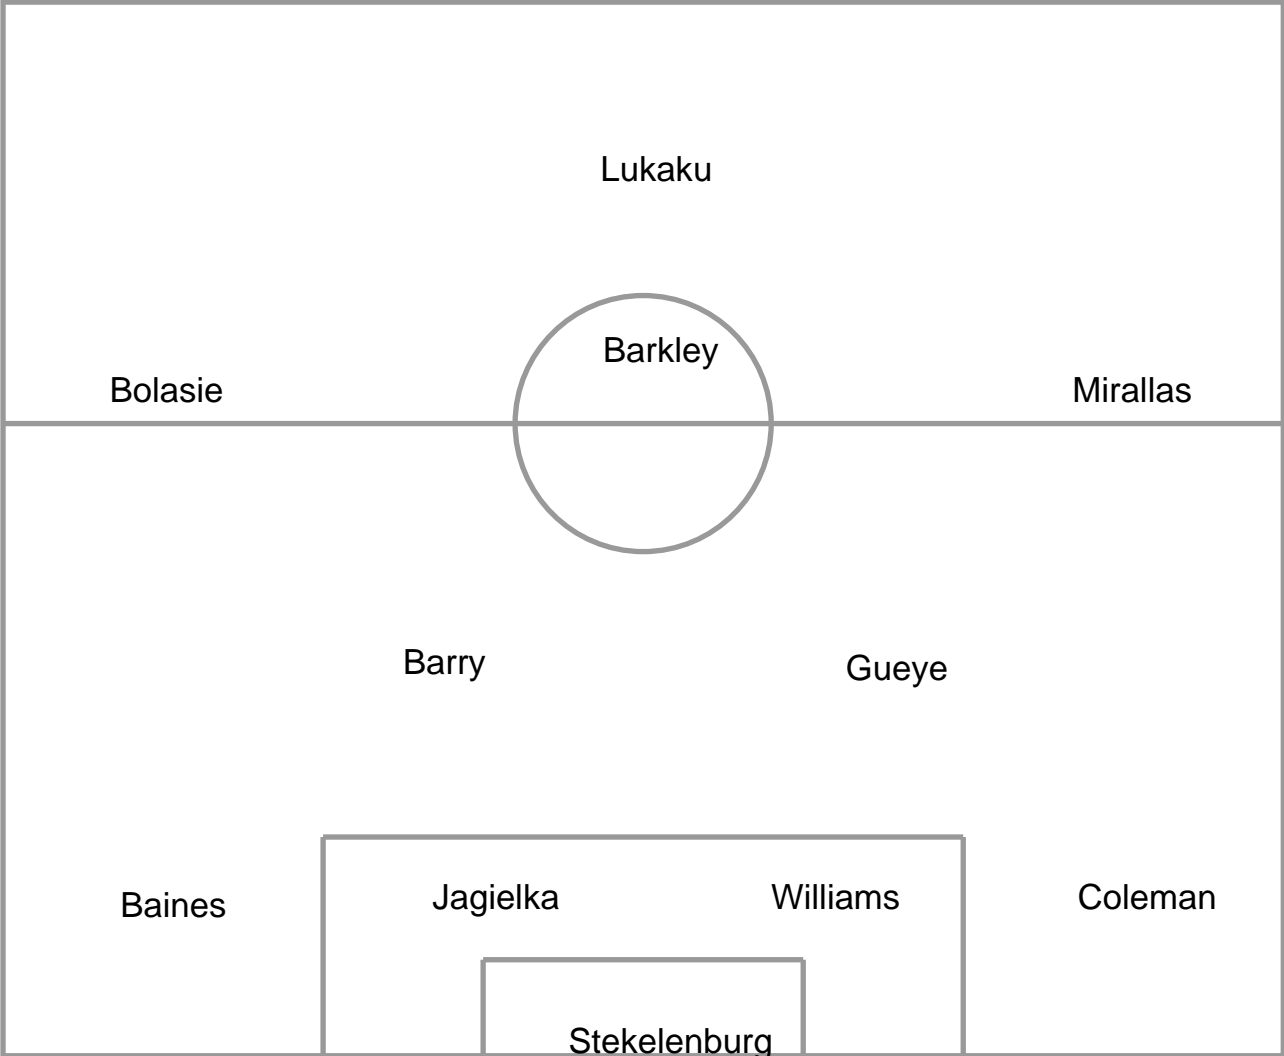 Lukaku
Barkley
Bolasie
Mirallas
Barry
Gueye
Baines
Jagielka
Williams
Coleman
Stekelenburg